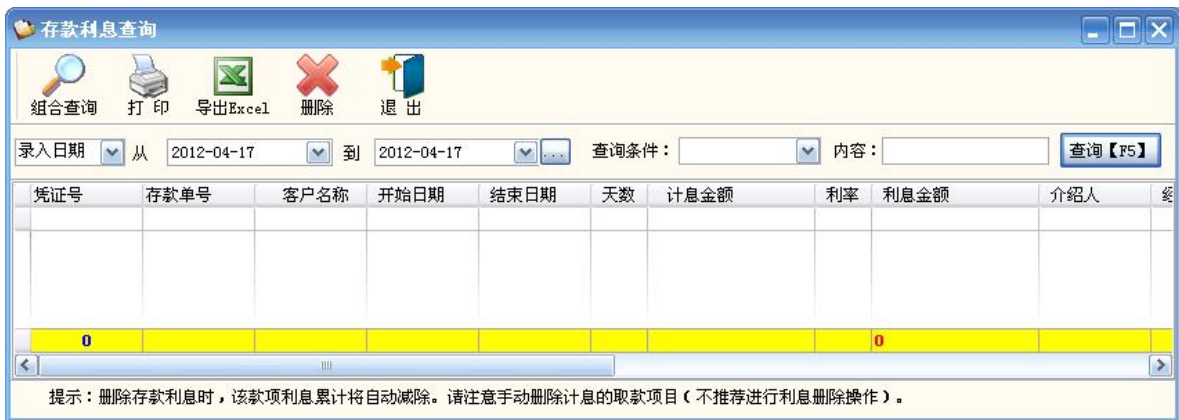 存款利息查询
组合查询 打 印 导出Excel 删除 退 出
录入日期 从 2012-04-17 到 2012-04-17 ... 查询条件： 内容： 查询【F5】
凭证号 存款单号 客户名称 开始日期 结束日期 天数 计息金额 利率 利息金额 介绍人
0 0
提示：删除存款利息时，该款项利息累计将自动减除。请注意手动删除计息的取款项目（不推荐进行利息删除操作）。